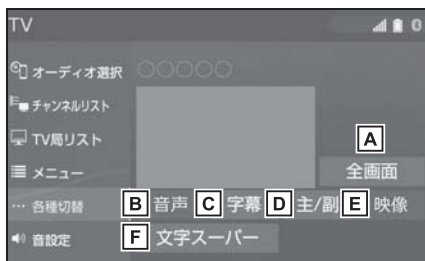 TV
オーディオ選択 ○○○○○
チャンネルリスト
TV局リスト
A
メニュー 全画面
… 各種切替 B 音声 C 字幕 D 主/副 E 映像
音設定 F 文字スーパー